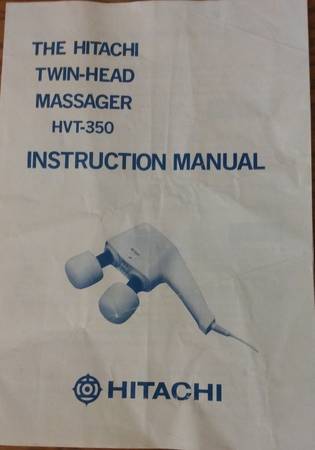 THE HITACHI
TWIN-HEAD
MASSAGER
HVT-350
INSTRUCTION MANUAL
HITACHI